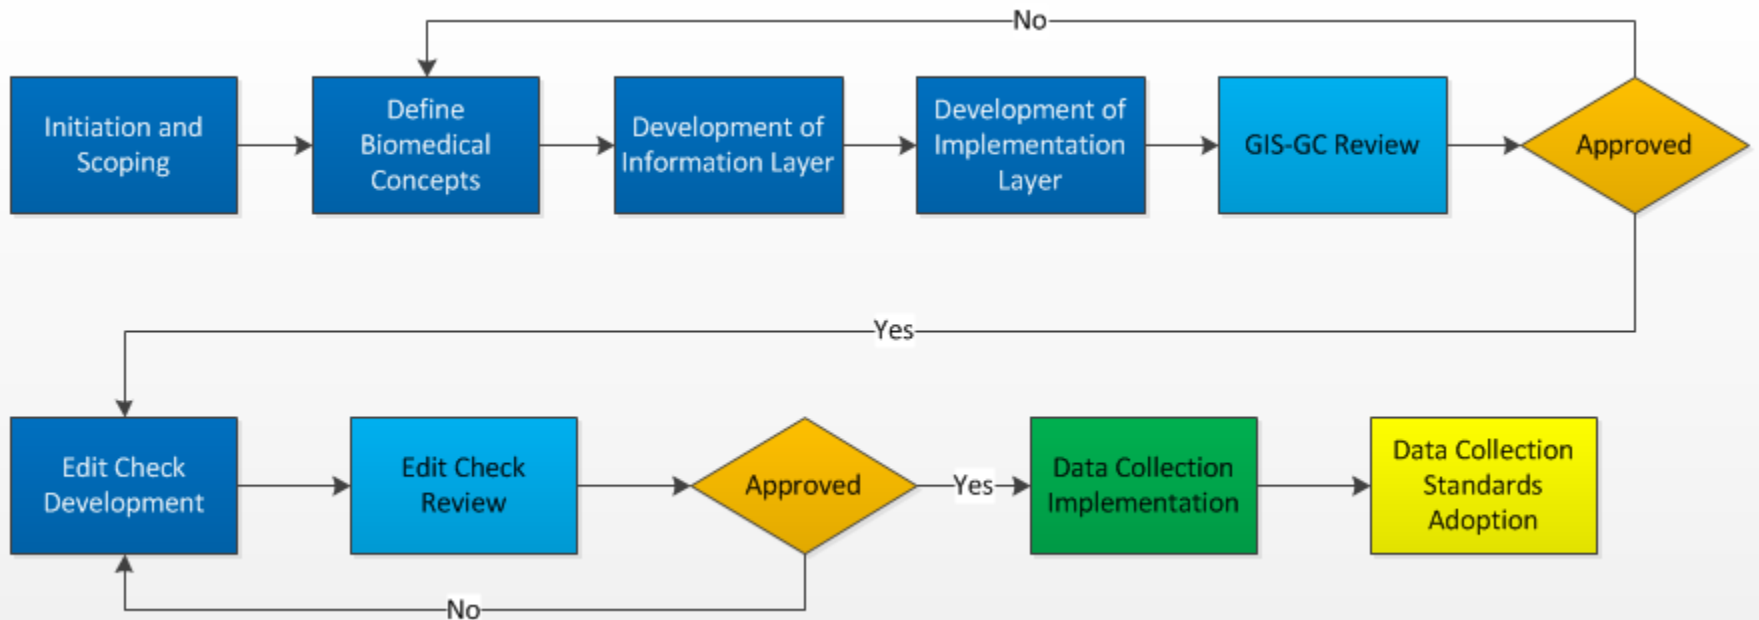 No
Initiation and
Scoping
Define
Biomedical
Concepts
Development of
Information Layer
Development of
Implementation
Layer
GIS-GC Review
Approved
Yes
Edit Check
Development
Edit Check
Review
Approved
Yes
Data Collection
Implementation
Data Collection
Standards
Adoption
No